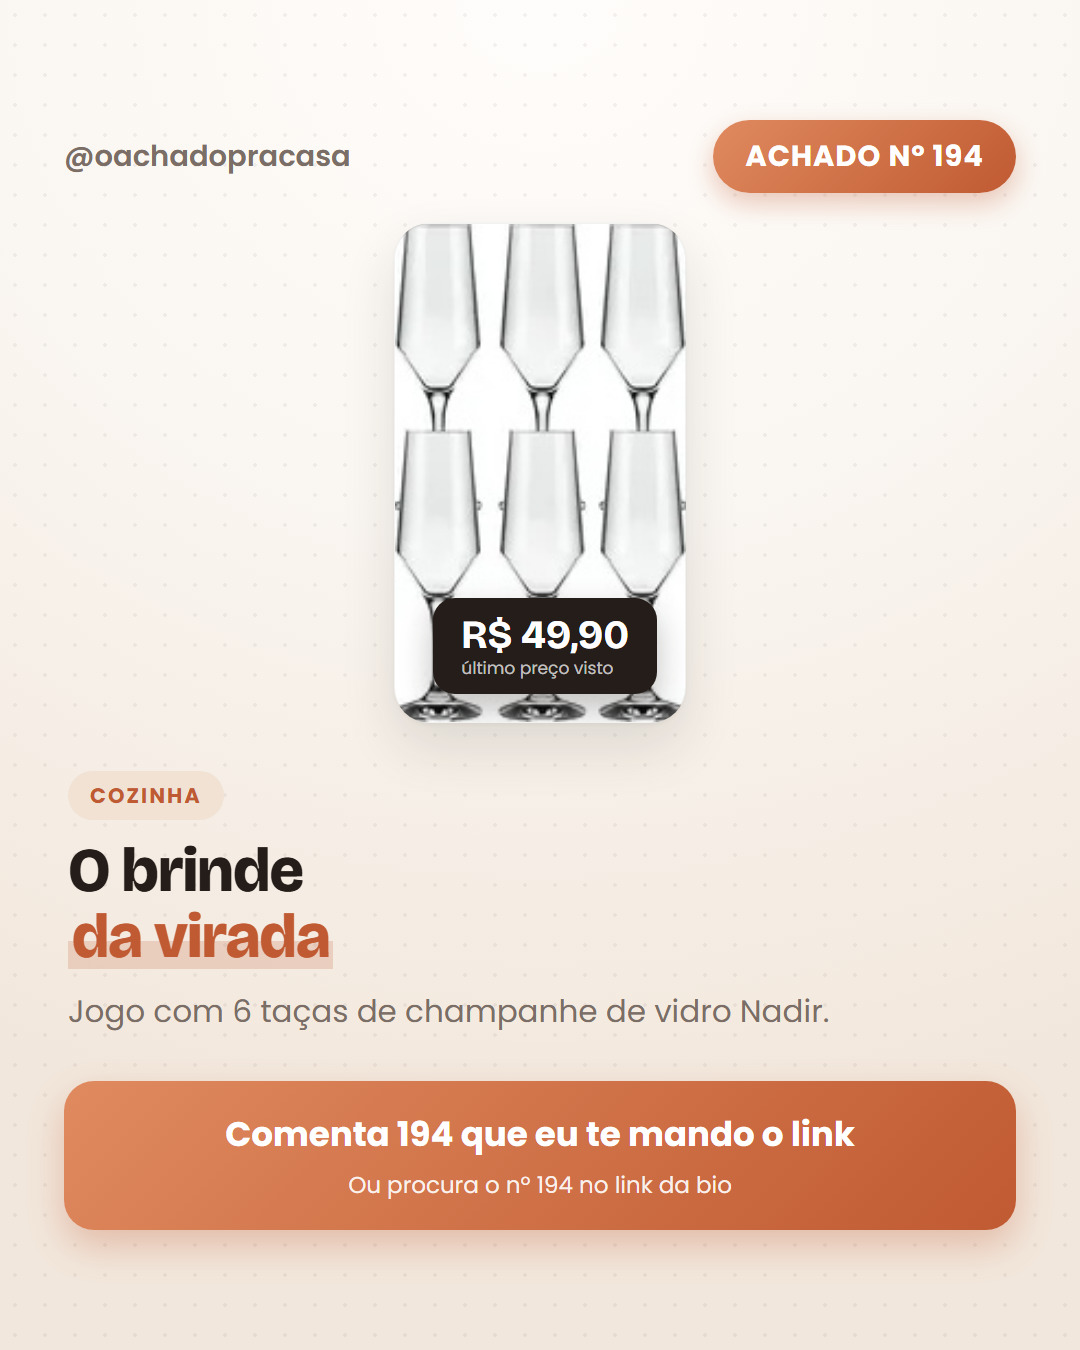 @oachadopracasa
ACHADO Nº 194
R$ 49,90
último preço visto
COZINHA
O brinde
da virada
Jogo com 6 taças de champanhe de vidro Nadir.
Comenta 194 que eu te mando o link
Ou procura o nº 194 no link da bio